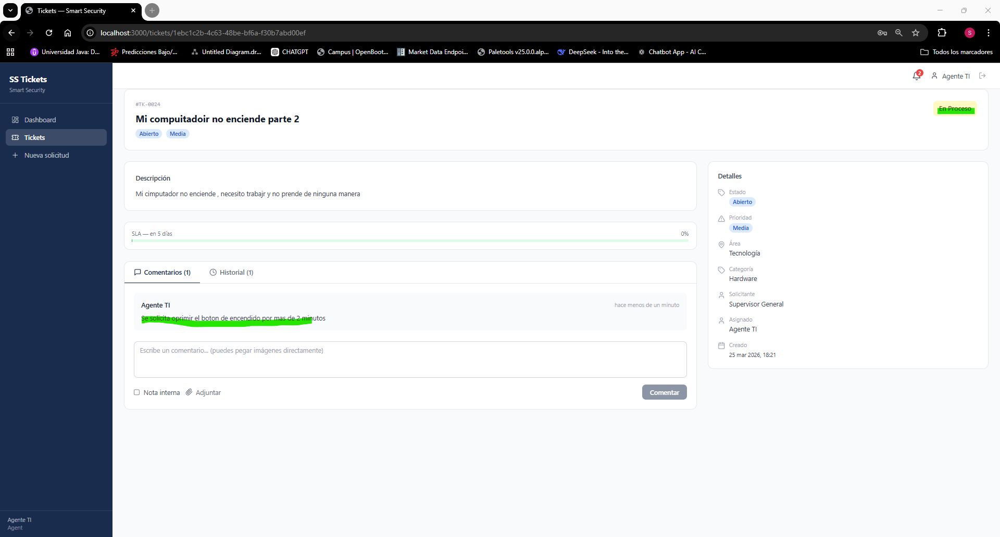 Tickets — Smart Security
localhost:3000/tickets/1ebc1c2b-4c63-48be-bf6a-f30b7abd00ef
S
Universidad Java: D...
Predicciones Bajo/...
Untitled Diagram.dr...
CHATGPT
Campus | OpenBoot...
Market Data Endpoi...
Paletools v25.0.0.alp...
DeepSeek - Into the...
Chatbot App - AI C...
Todos los marcadores
SS Tickets
Smart Security
Dashboard
Tickets
Nueva solicitud
2
Agente TI
#TK-0024
Mi compuitadoir no enciende parte 2
Abierto
Media
En Proceso
Descripción
Mi cimputador no enciende , necesito trabajr y no prende de ninguna manera
SLA — en 5 días
0%
Comentarios (1)
Historial (1)
Agente TI
hace menos de un minuto
Se solicita oprimir el boton de encendido por mas de 2 minutos
Escribe un comentario... (puedes pegar imágenes directamente)
Nota interna
Adjuntar
Comentar
Detalles
Estado
Abierto
Prioridad
Media
Área
Tecnología
Categoría
Hardware
Solicitante
Supervisor General
Asignado
Agente TI
Creado
25 mar 2026, 18:21
Agente TI
Agent